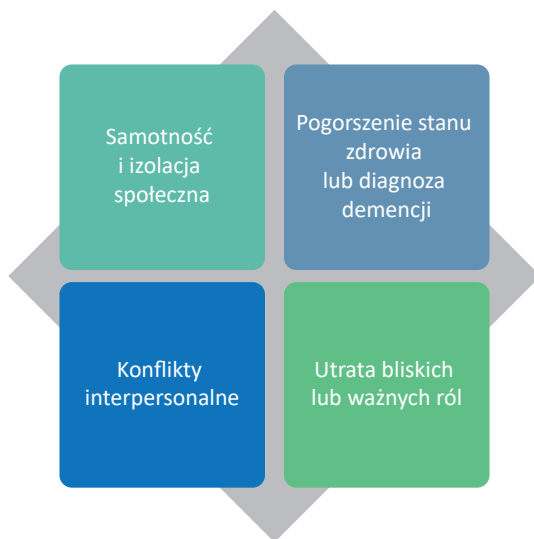 Samotność
i izolacja
społeczna
Pogorszenie stanu
zdrowia
lub diagnoza
demencji
Konflikty
interpersonalne
Utrata bliskich
lub ważnych ról